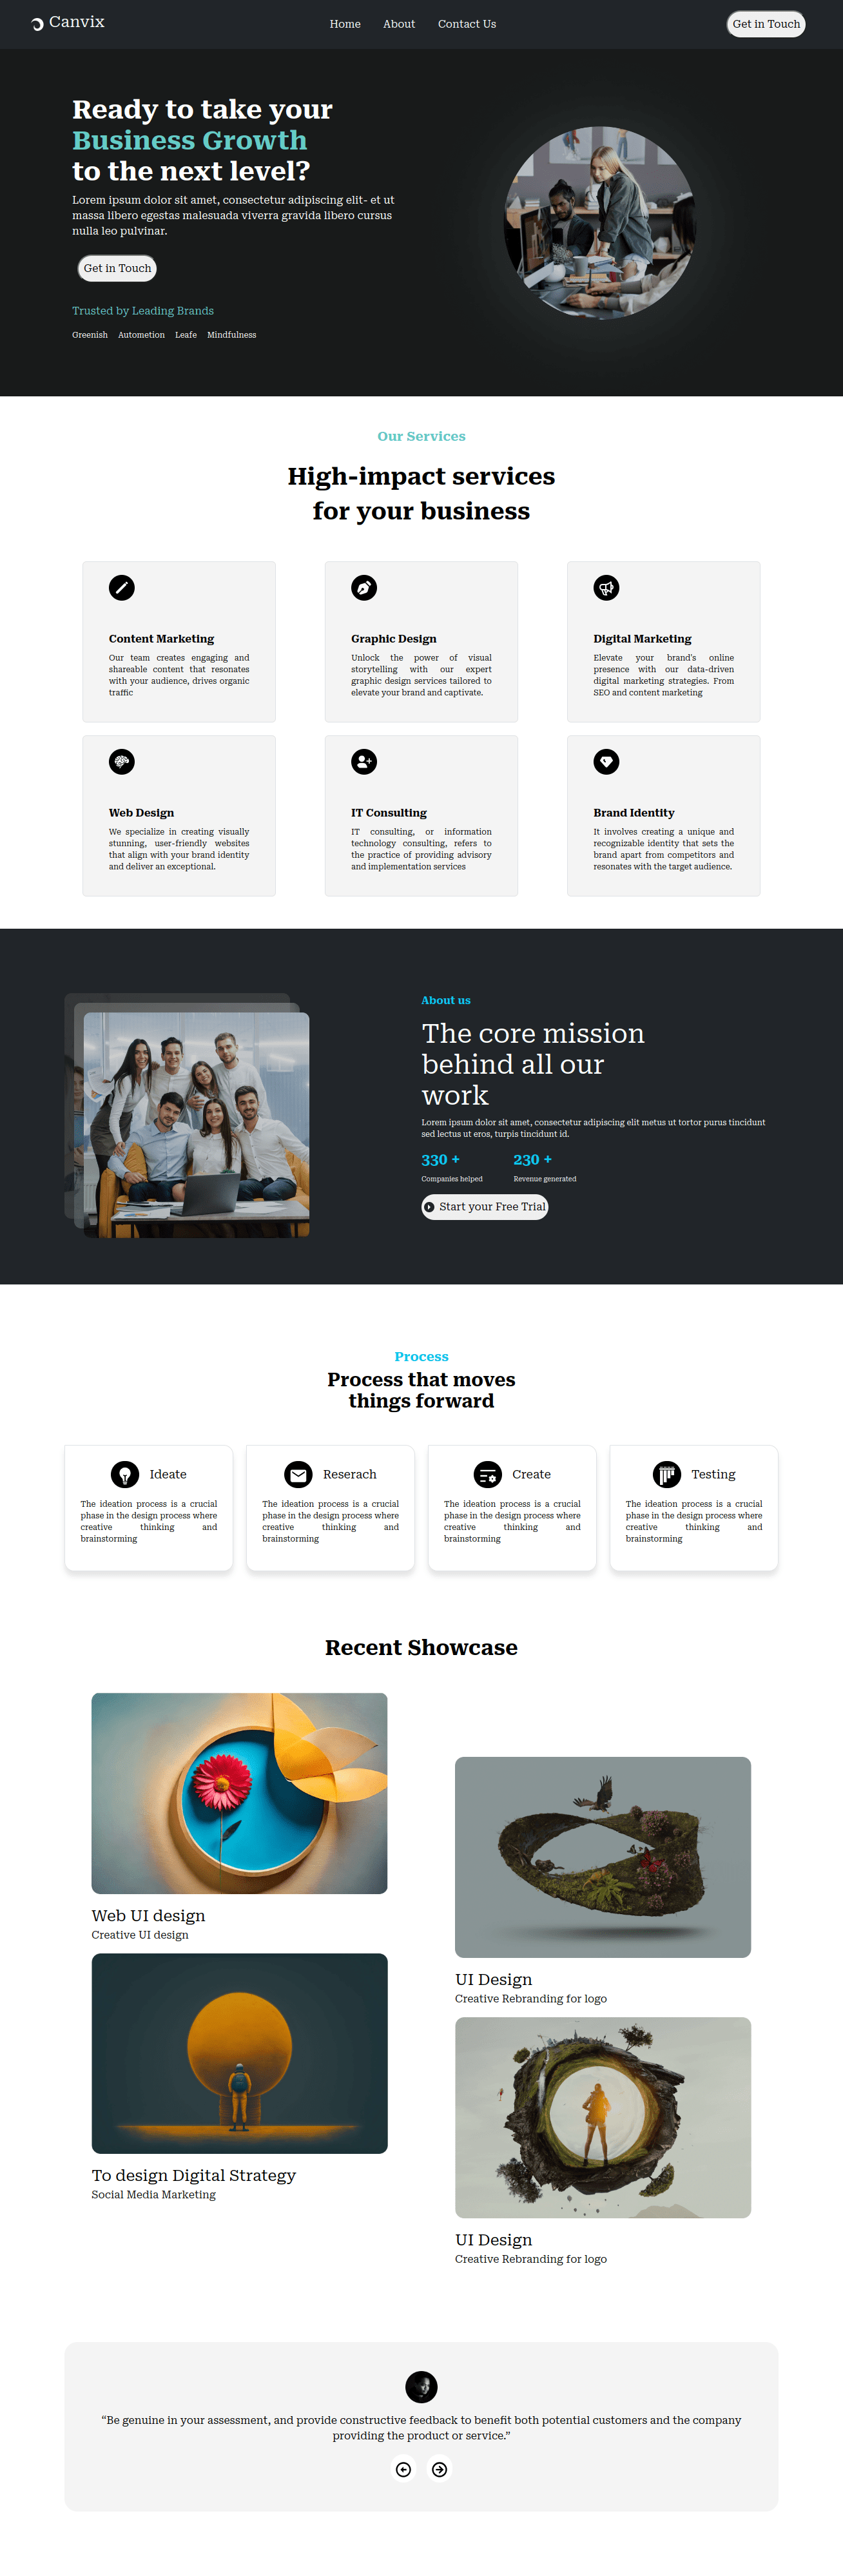 Canvix
Home About Contact Us
Get in Touch
Ready to take your
Business Growth
to the next level?
Lorem ipsum dolor sit amet, consectetur adipiscing elit- et ut
massa libero egestas malesuada viverra gravida libero cursus
nulla leo pulvinar.
Get in Touch
Trusted by Leading Brands
Greenish Autometion Leafe Mindfulness
Our Services
High-impact services
for your business
Content Marketing
Our team creates engaging and
shareable content that resonates
with your audience, drives organic
traffic
Graphic Design
Unlock the power of visual
storytelling with our expert
graphic design services tailored to
elevate your brand and captivate.
Digital Marketing
Elevate your brand's online
presence with our data-driven
digital marketing strategies. From
SEO and content marketing
Web Design
We specialize in creating visually
stunning, user-friendly websites
that align with your brand identity
and deliver an exceptional.
IT Consulting
IT consulting, or information
technology consulting, refers to
the practice of providing advisory
and implementation services
Brand Identity
It involves creating a unique and
recognizable identity that sets the
brand apart from competitors and
resonates with the target audience.
About us
The core mission
behind all our
work
Lorem ipsum dolor sit amet, consectetur adipiscing elit metus ut tortor purus tincidunt
sed lectus ut eros, turpis tincidunt id.
330 + 230 +
Companies helped Revenue generated
Start your Free Trial
Process
Process that moves
things forward
Ideate
The ideation process is a crucial
phase in the design process where
creative thinking and
brainstorming
Reserach
The ideation process is a crucial
phase in the design process where
creative thinking and
brainstorming
Create
The ideation process is a crucial
phase in the design process where
creative thinking and
brainstorming
Testing
The ideation process is a crucial
phase in the design process where
creative thinking and
brainstorming
Recent Showcase
Web UI design
Creative UI design
UI Design
Creative Rebranding for logo
To design Digital Strategy
Social Media Marketing
UI Design
Creative Rebranding for logo
“Be genuine in your assessment, and provide constructive feedback to benefit both potential customers and the company
providing the product or service.”